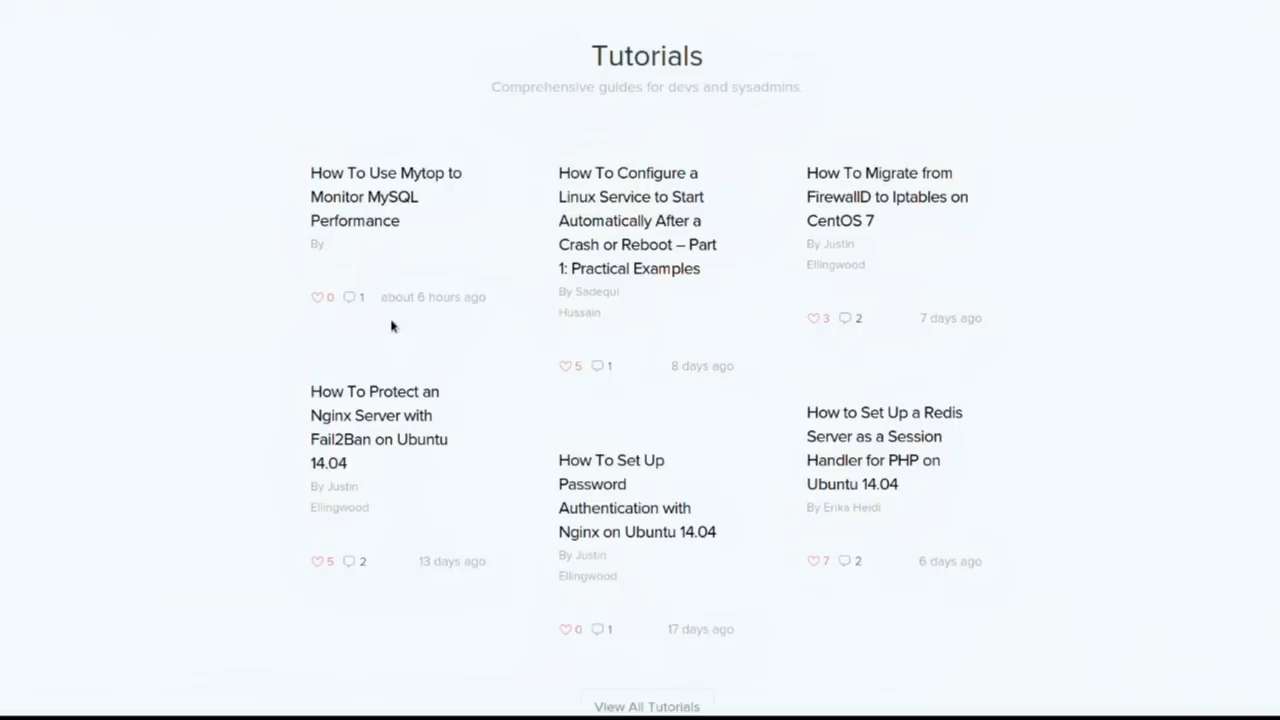 Tutorials
Comprehensive guides for devs and sysadmins
How To Use Mytop to
Monitor MySQL
Performance
By
0 1 about 6 hours ago
How To Protect an
Nginx Server with
Fail2Ban on Ubuntu
14.04
By Justin
Ellingwood
5 2 13 days ago
How To Configure a
Linux Service to Start
Automatically After a
Crash or Reboot – Part
1: Practical Examples
By Sadequl
Hussain
5 1 8 days ago
How To Set Up
Password
Authentication with
Nginx on Ubuntu 14.04
By Justin
Ellingwood
0 1 17 days ago
How To Migrate from
FirewallD to Iptables on
CentOS 7
By Justin
Ellingwood
3 2 7 days ago
How to Set Up a Redis
Server as a Session
Handler for PHP on
Ubuntu 14.04
By Erika Heidi
7 2 6 days ago
View All Tutorials